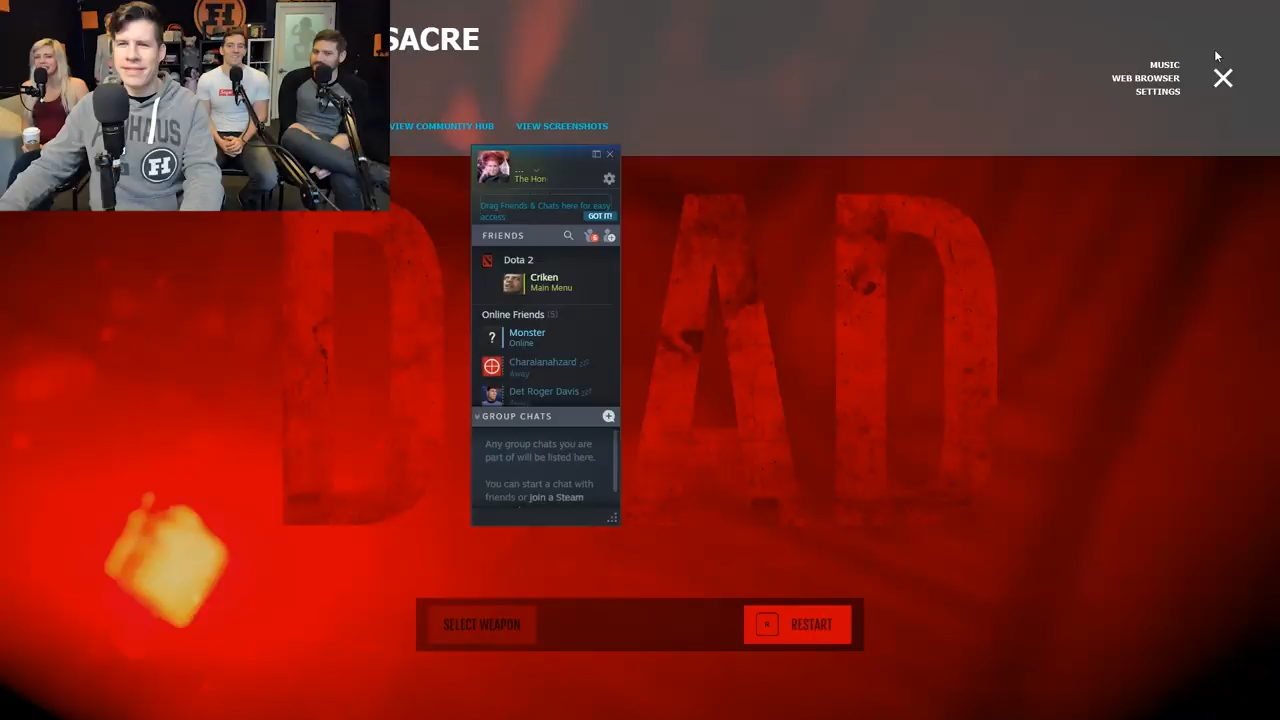 SACRE
MUSIC
WEB BROWSER
SETTINGS
VIEW COMMUNITY HUB VIEW SCREENSHOTS
...
The Hon
Drag Friends & Chats here for easy
access
GOT IT!
FRIENDS
Dota 2
Criken
Main Menu
Online Friends (5)
?
Monster
Online
Charaianahzard
Away
Det Roger Davis
GROUP CHATS
Any group chats you are
part of will be listed here.
You can start a chat with
friends or join a Steam
D AD
SELECT WEAPON
R RESTART